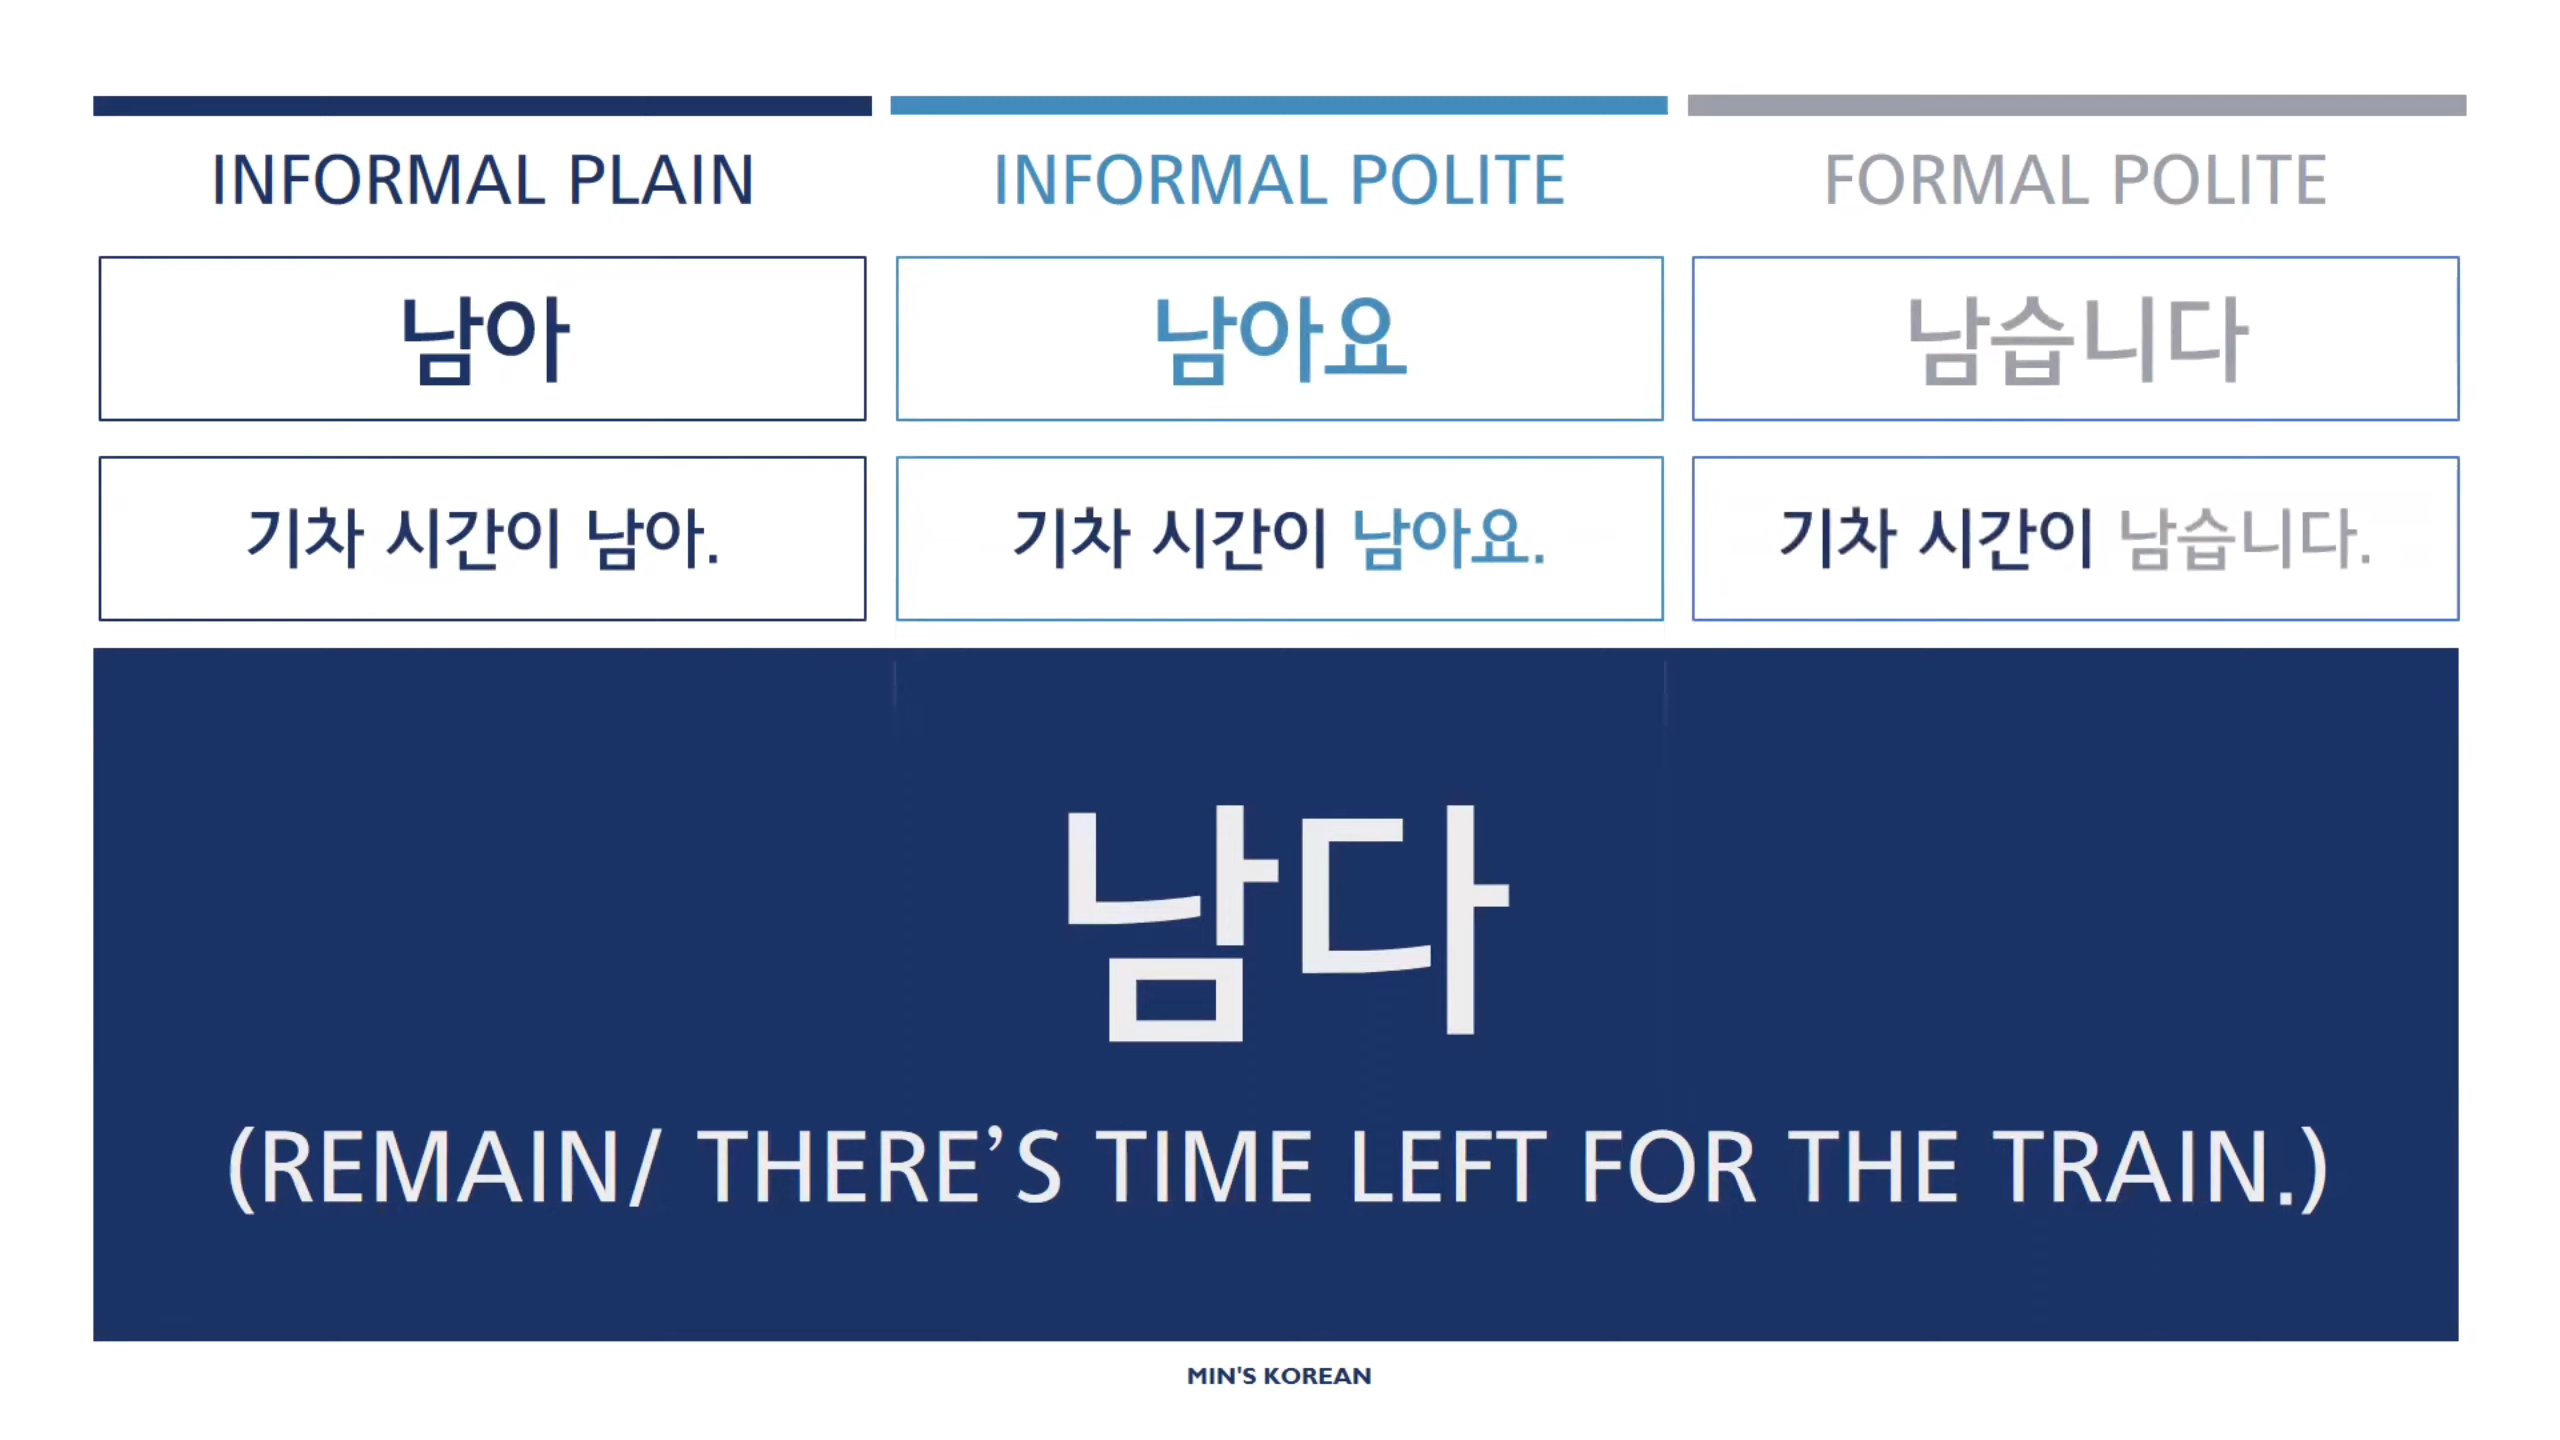 INFORMAL PLAIN
INFORMAL POLITE
FORMAL POLITE
남아
남아요
남습니다
기차 시간이 남아.
기차 시간이 남아요.
기차 시간이 남습니다.
남다
(REMAIN/ THERE’S TIME LEFT FOR THE TRAIN.)
MIN'S KOREAN